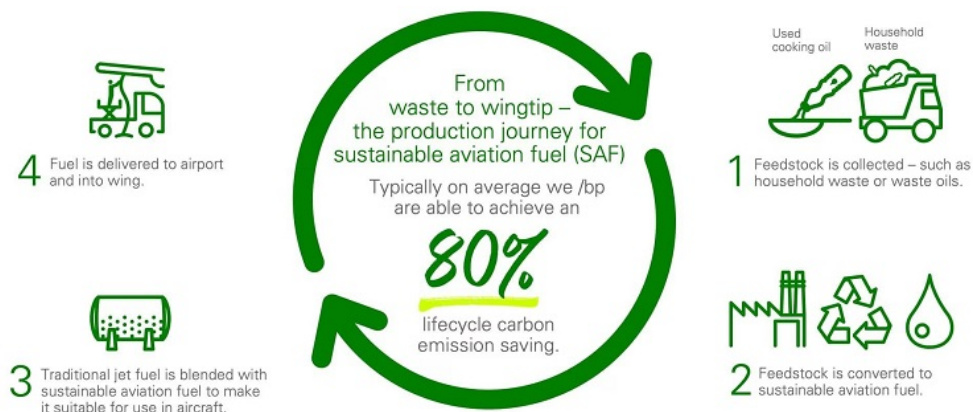 From
waste to wingtip –
the production journey for
sustainable aviation fuel (SAF)
Typically on average we /bp
are able to achieve an
80%
lifecycle carbon
emission saving.
Used
cooking oil
Household
waste
1 Feedstock is collected – such as
household waste or waste oils.
2 Feedstock is converted to
sustainable aviation fuel.
3 Traditional jet fuel is blended with
sustainable aviation fuel to make
it suitable for use in aircraft.
4 Fuel is delivered to airport
and into wing.